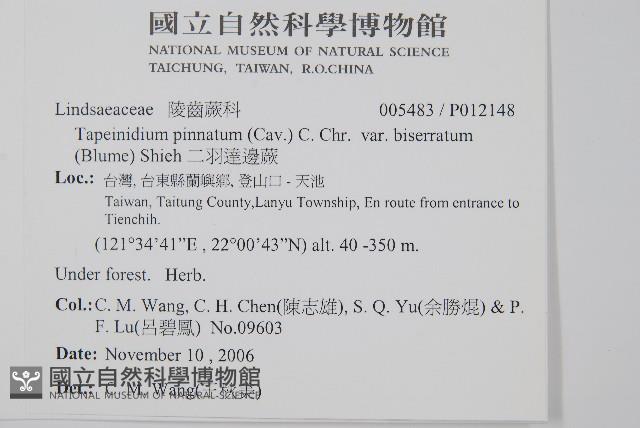 國立自然科學博物館
NATIONAL MUSEUM OF NATURAL SCIENCE
TAICHUNG, TAIWAN, R.O.CHINA
Lindsaeaceae 陵齒蕨科 005483 / P012148
Tapeinidium pinnatum (Cav.) C. Chr. var. biserratum
(Blume) Shieh 二羽達邊蕨
Loc.: 台灣, 台東縣蘭嶼鄉, 登山口 - 天池
Taiwan, Taitung County,Lanyu Township, En route from entrance to
Tienchih.
(121°34'41”E , 22°00'43”N) alt. 40 -350 m.
Under forest. Herb.
Col.: C. M. Wang, C. H. Chen(陳志雄), S. Q. Yu(余勝焜) & P.
F. Lu(呂碧鳳) No.09603
Date: November 10 , 2006
Det.: C. M. Wang
國立自然科學博物館
NATIONAL MUSEUM OF NATURAL SCIENCE